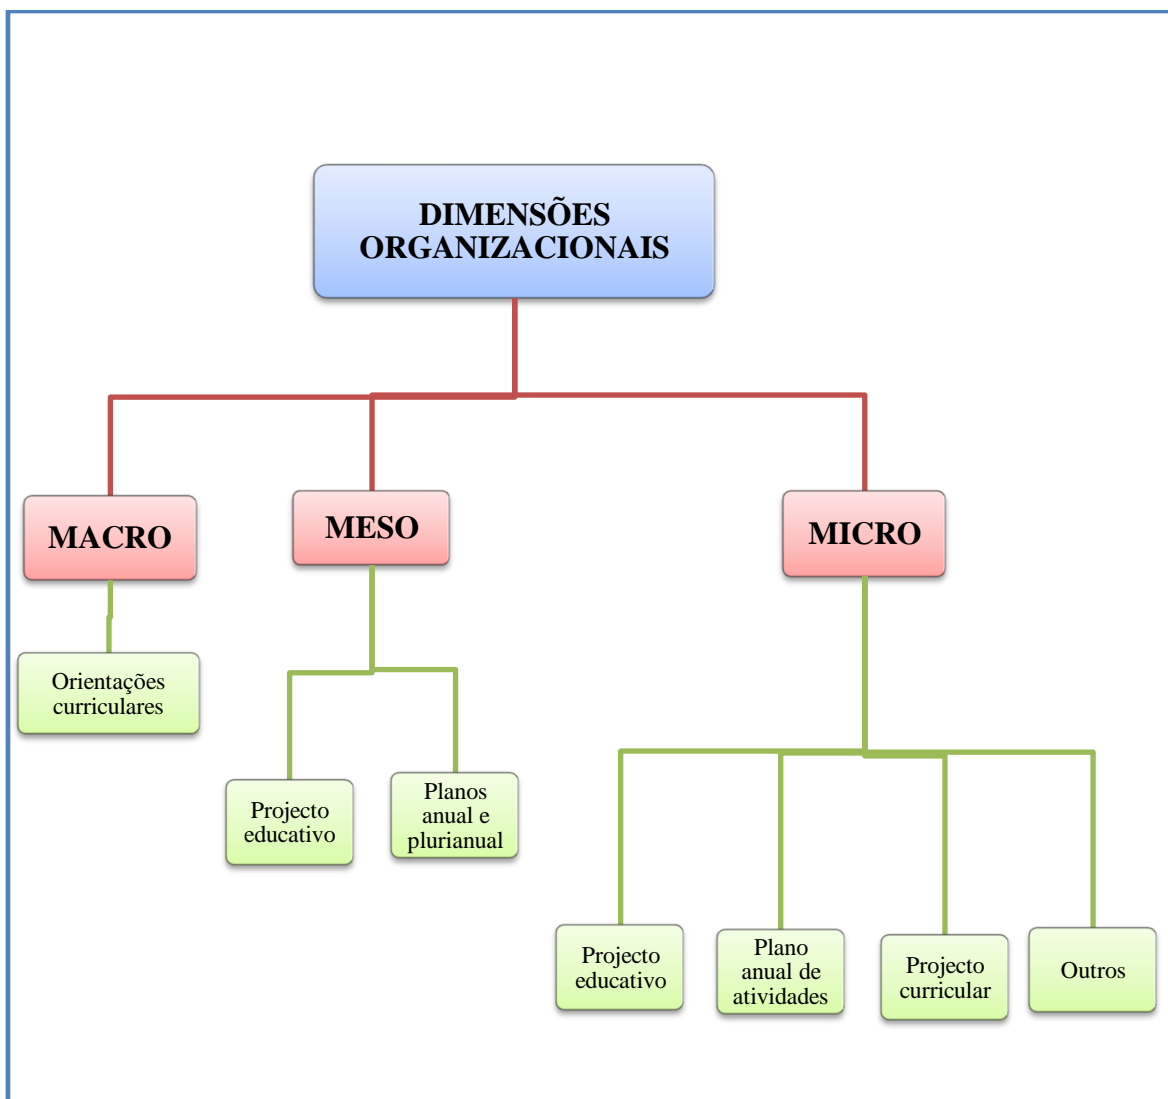 DIMENSÕES
ORGANIZACIONAIS
MACRO
MESO
MICRO
Orientações
curriculares
Projecto
educativo
Planos
anual e
plurianual
Projecto
educativo
Plano
anual de
atividades
Projecto
curricular
Outros